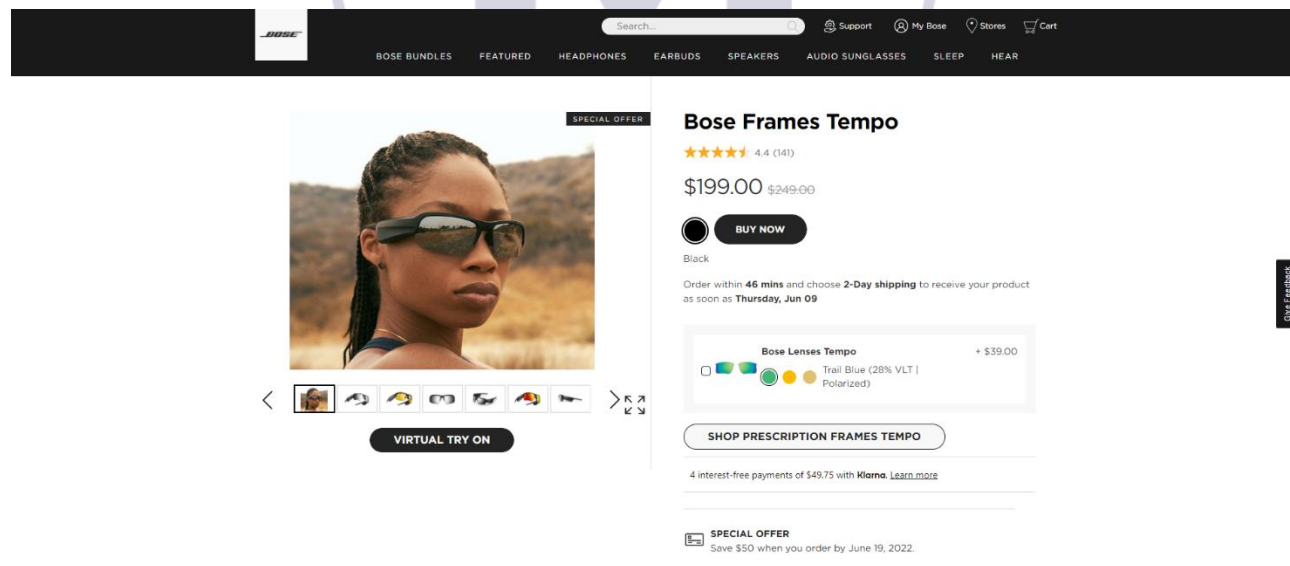 BOSE
Search...
Support
My Bose
Stores
Cart
BOSE BUNDLES FEATURED HEADPHONES EARBUDS SPEAKERS AUDIO SUNGLASSES SLEEP HEAR
SPECIAL OFFER
Bose Frames Tempo
4.4 (141)
$199.00 $249.00
BUY NOW
Black
Order within 46 mins and choose 2-Day shipping to receive your product
as soon as Thursday, Jun 09
Bose Lenses Tempo + $39.00
Trail Blue (28% VLT |
Polarized)
VIRTUAL TRY ON
SHOP PRESCRIPTION FRAMES TEMPO
4 interest-free payments of $49.75 with Klarna. Learn more
SPECIAL OFFER
Save $50 when you order by June 19, 2022.
Give Feedback